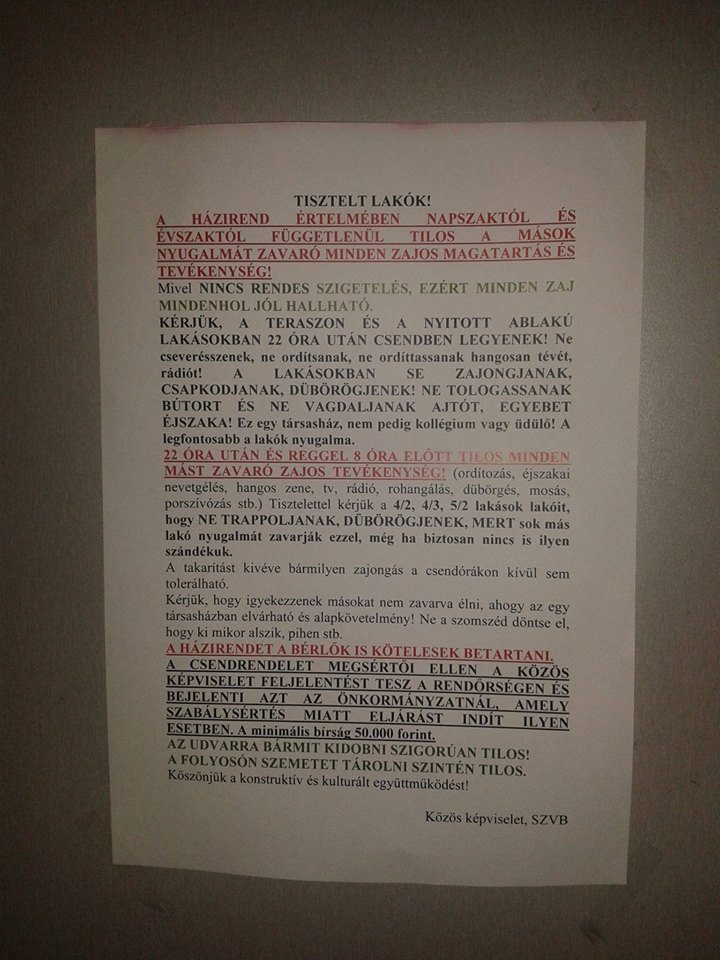 TISZTELT LAKÓK!
A HÁZIREND ÉRTELMÉBEN NAPSZAKTÓL ÉS
ÉVSZAKTÓL FÜGGETLENÜL TILOS A MÁSOK
NYUGALMÁT ZAVARÓ MINDEN ZAJOS MAGATARTÁS ÉS
TEVÉKENYSÉG!
Mivel NINCS RENDES SZIGETELÉS, EZÉRT MINDEN ZAJ
MINDENHOL JÓL HALLHATÓ.
KÉRJÜK, A TERASZON ÉS A NYITOTT ABLAKÚ
LAKÁSOKBAN 22 ÓRA UTÁN CSENDBEN LEGYENEK! Ne
cseverésszenek, ne ordítsanak, ne ordíttassanak hangosan tévét,
rádiót! A LAKÁSOKBAN SE ZAJONGJANAK,
CSAPKODJANAK, DÜBÖRÖGJENEK! NE TOLOGASSANAK
BÚTORT ÉS NE VAGDALJANAK AJTÓT, EGYEBET
ÉJSZAKA! Ez egy társasház, nem pedig kollégium vagy üdülő! A
legfontosabb a lakók nyugalma.
22 ÓRA UTÁN ÉS REGGEL 8 ÓRA ELŐTT TILOS MINDEN
MÁST ZAVARÓ ZAJOS TEVÉKENYSÉG! (ordítozás, éjszakai
nevetgélés, hangos zene, tv, rádió, rohangálás, dübörgés, mosás,
porszívózás stb.) Tisztelettel kérjük a 4/2, 4/3, 5/2 lakások lakóit,
hogy NE TRAPPOLJANAK, DÜBÖRÖGJENEK, MERT sok más
lakó nyugalmát zavarják ezzel, még ha biztosan nincs is ilyen
szándékuk.
A takarítást kivéve bármilyen zajongás a csendórákon kívül sem
tolerálható.
Kérjük, hogy igyekezzenek másokat nem zavarva élni, ahogy az egy
társasházban elvárható és alapkövetelmény! Ne a szomszéd döntse el,
hogy ki mikor alszik, pihen stb.
A HÁZIRENDET A BÉRLŐK IS KÖTELESEK BETARTANI.
A CSENDRENDELET MEGSÉRTŐI ELLEN A KÖZÖS
KÉPVISELET FELJELENTÉST TESZ A RENDŐRSÉGEN ÉS
BEJELENTI AZT AZ ÖNKORMÁNYZATNÁL, AMELY
SZABÁLYSÉRTÉS MIATT ELJÁRÁST INDÍT ILYEN
ESETBEN. A minimális bírság 50.000 forint.
AZ UDVARRA BÁRMIT KIDOBNI SZIGORÚAN TILOS!
A FOLYOSÓN SZEMETET TÁROLNI SZINTÉN TILOS.
Köszönjük a konstruktív és kulturált együttműködést!
Közös képviselet, SZVB